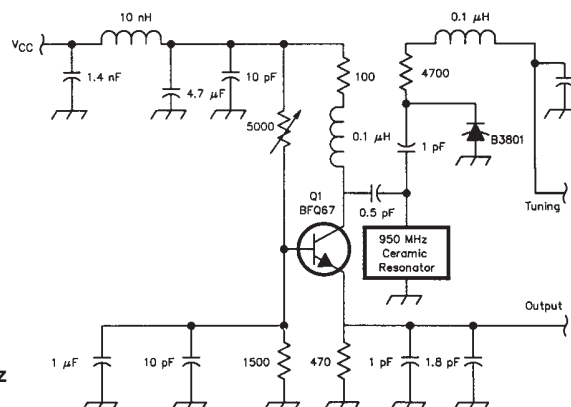 10 nH
0.1 μH
VCC
1.4 nF
4.7 μF
10 pF
100
4700
5000
0.1 μH
1 pF
B3801
Q1
BFQ67
0.5 pF
Tuning
950 MHz
Ceramic
Resonator
Output
1 μF
10 pF
1500
470
1 pF
1.8 pF
z